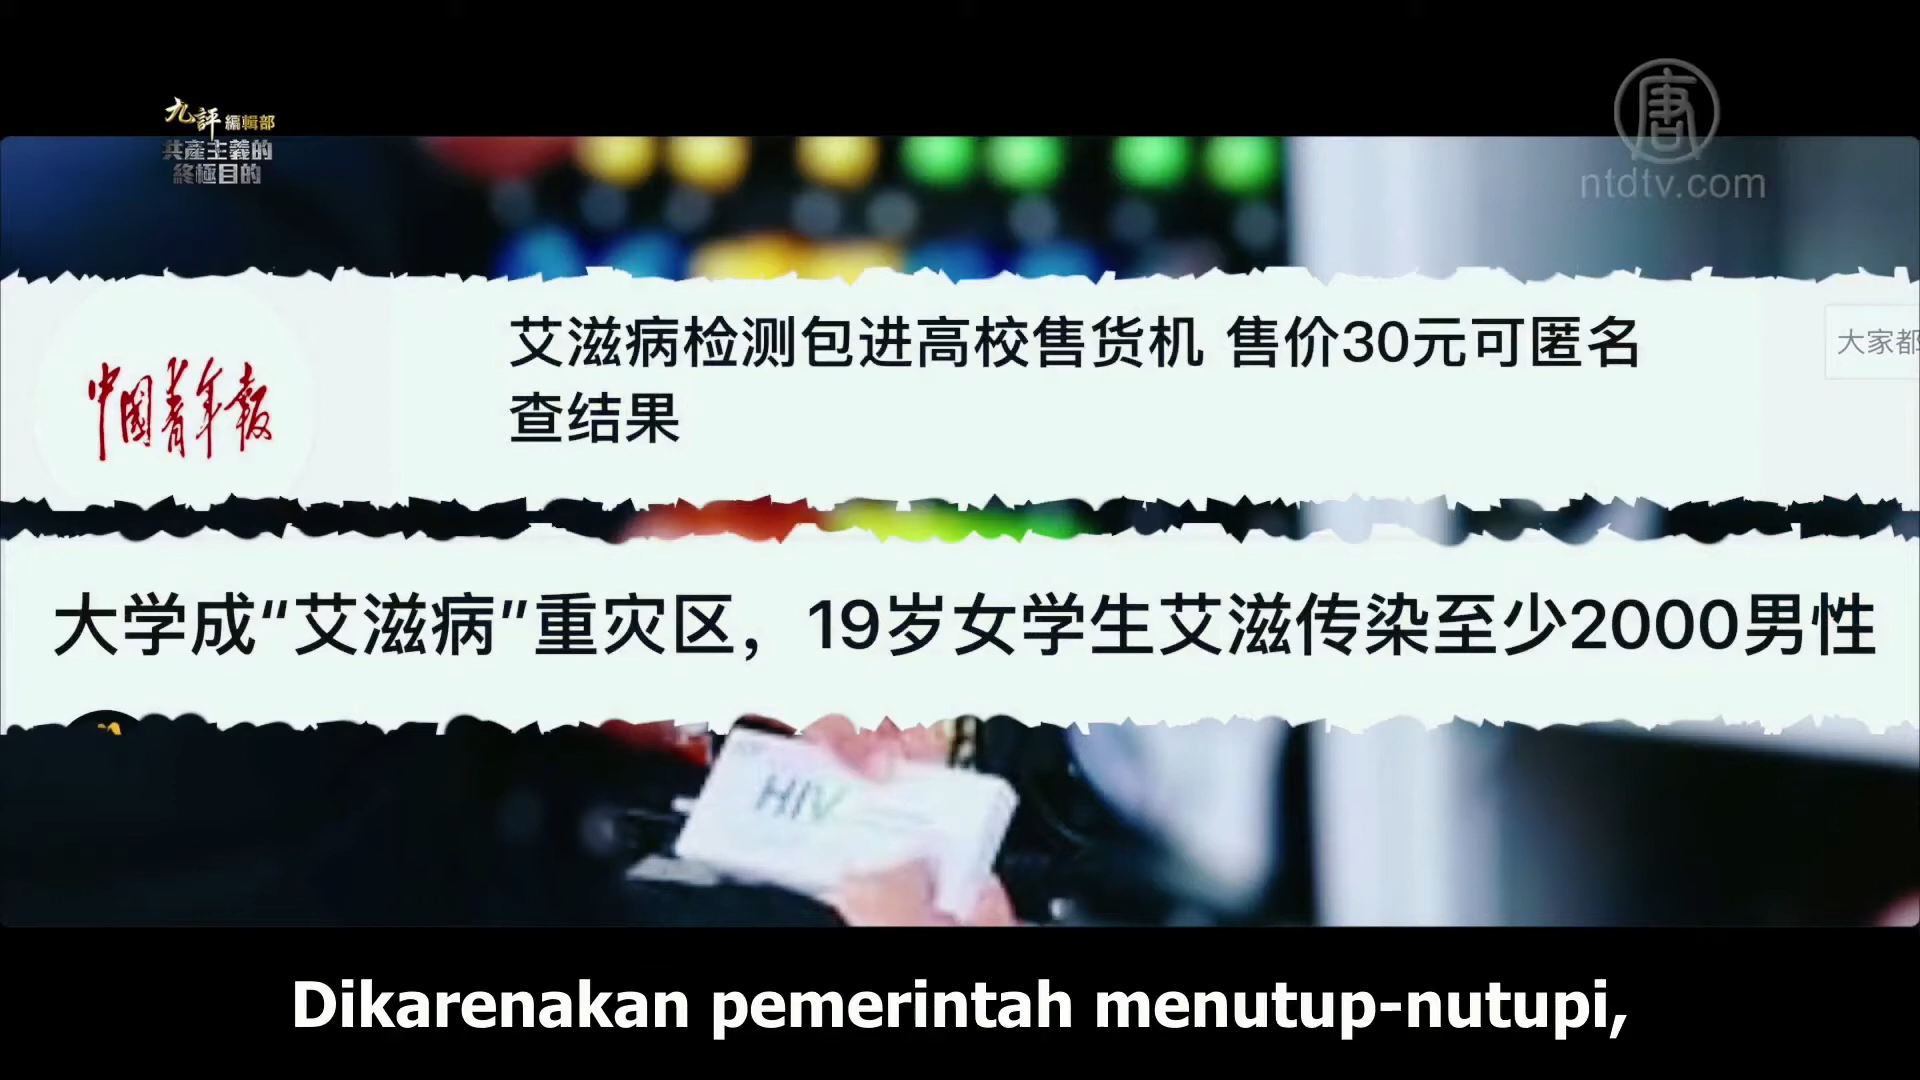 九評編輯部
共產主義的
終極目的
唐
ntdtv.com
艾滋病检测包进高校售货机 售价30元可匿名
查结果
大家都
中國青年报
大学成“艾滋病”重灾区，19岁女学生艾滋传染至少2000男性
HIV
Dikarenakan pemerintah menutup-nutupi,